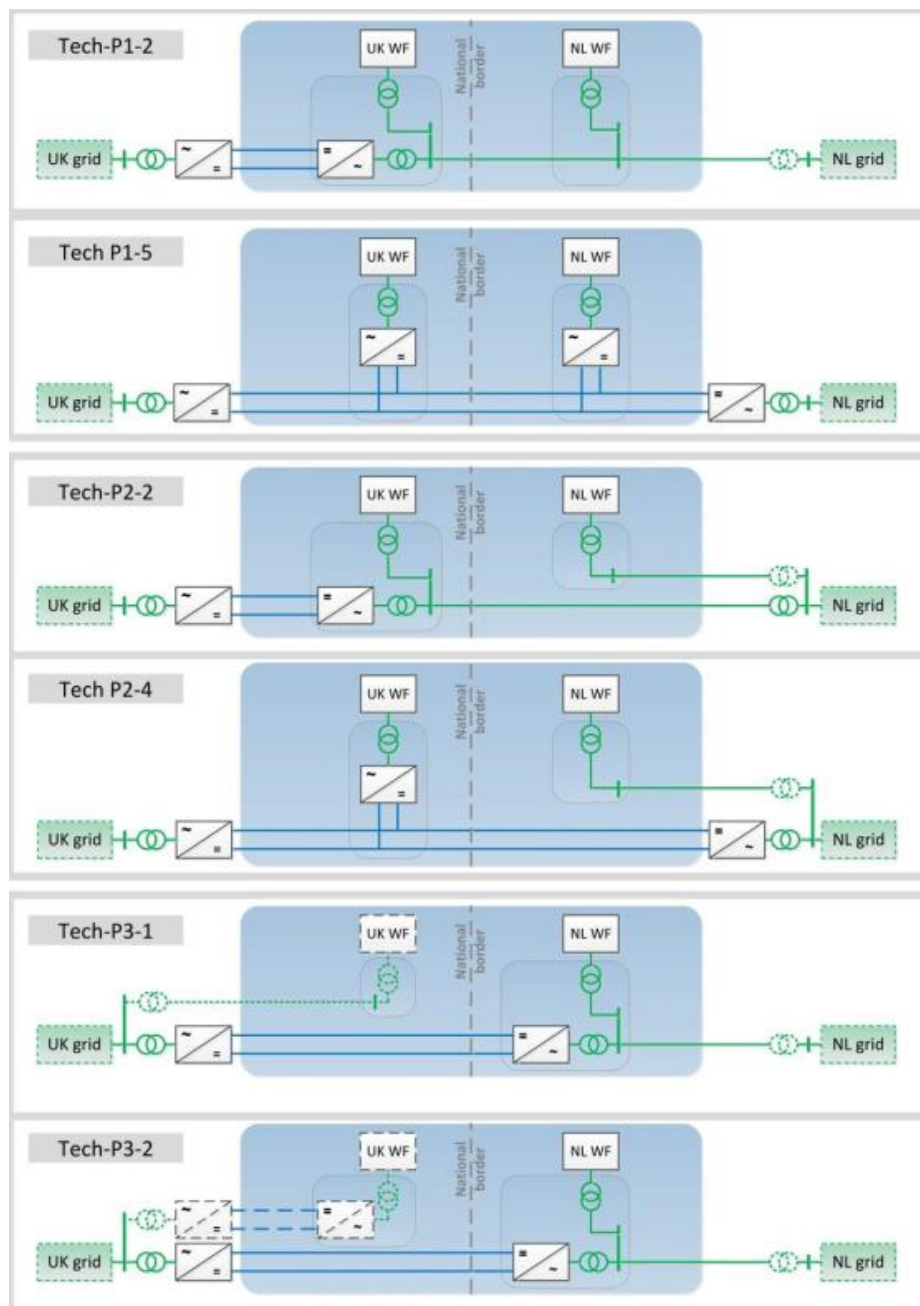 Tech-P1-2
UK WF
National
border
NL WF
UK grid
NL grid
Tech P1-5
UK WF
National
border
NL WF
UK grid
NL grid
Tech-P2-2
UK WF
National
border
NL WF
UK grid
NL grid
Tech P2-4
UK WF
National
border
NL WF
UK grid
NL grid
Tech-P3-1
UK WF
National
border
NL WF
UK grid
NL grid
Tech-P3-2
UK WF
National
border
NL WF
UK grid
NL grid